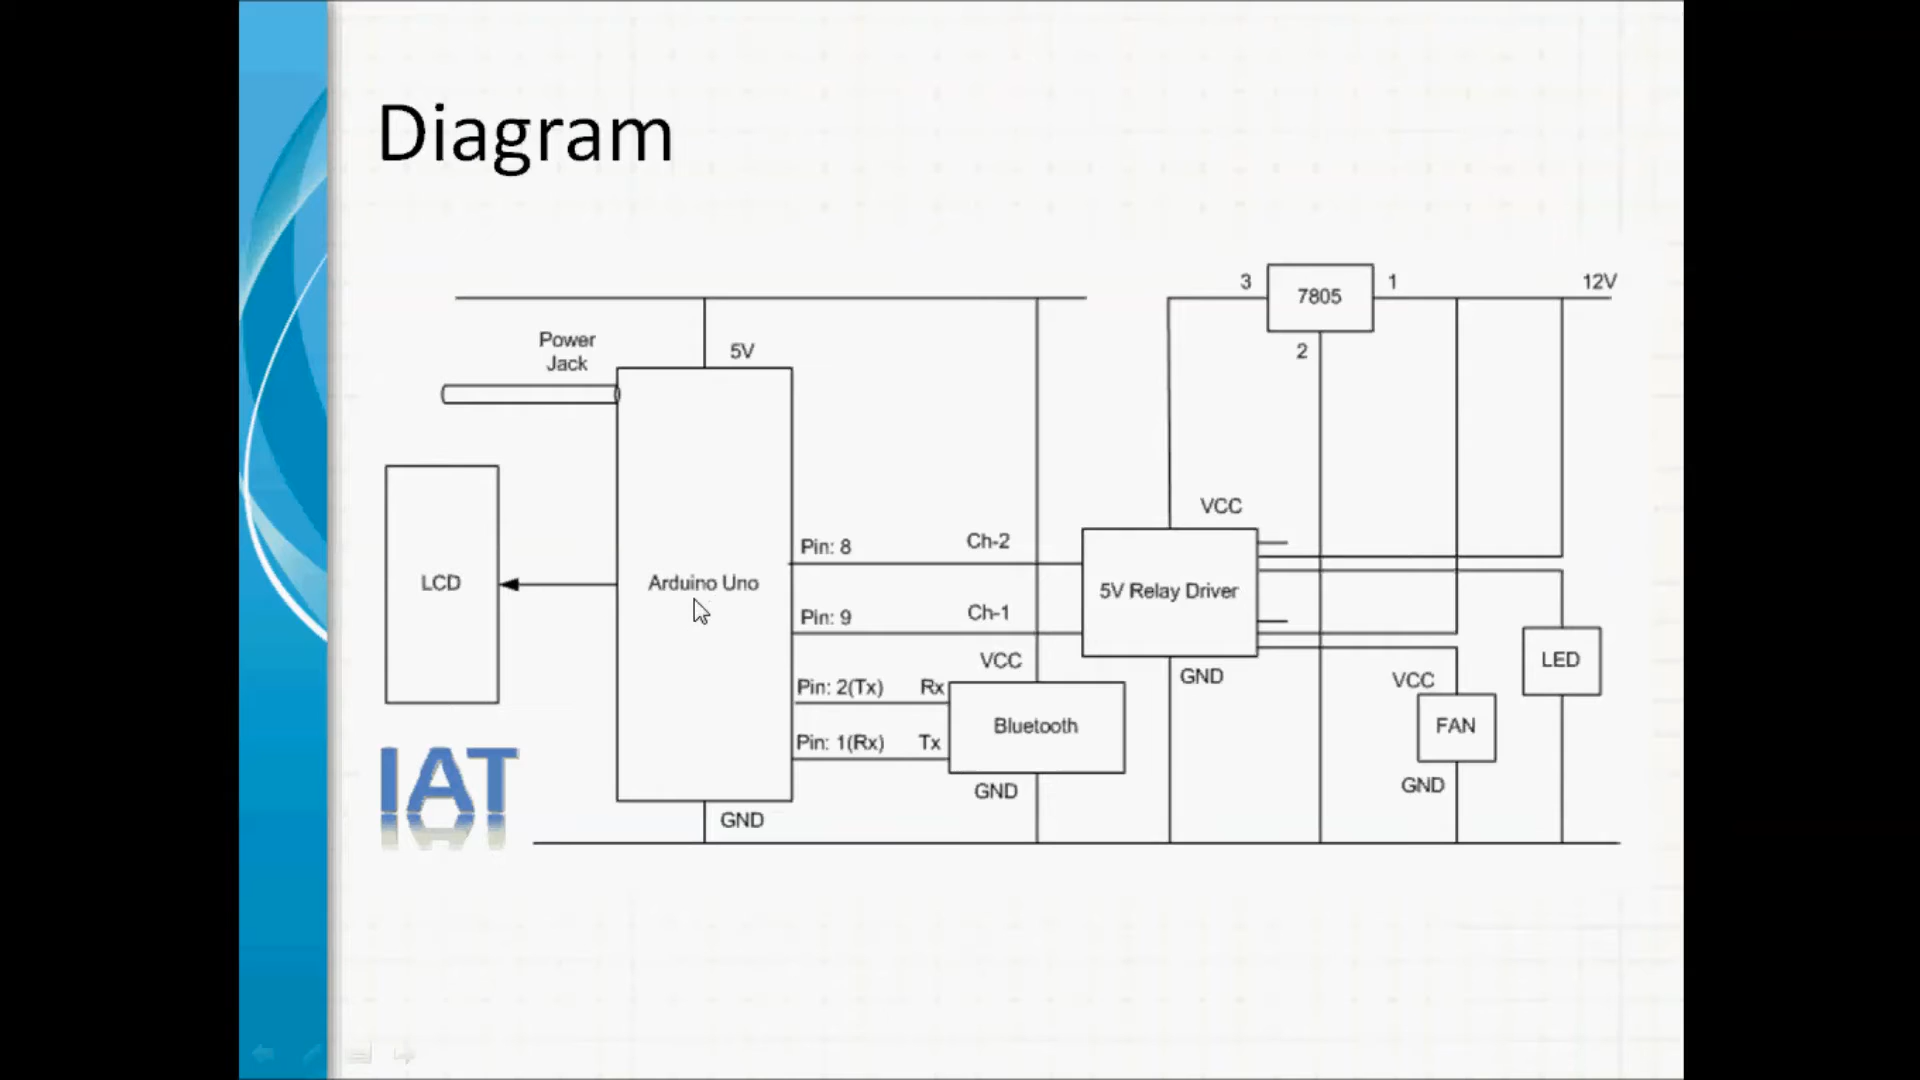 Diagram
3
7805
1
12V
Power
Jack
5V
2
VCC
Pin: 8
Ch-2
LCD
Arduino Uno
5V Relay Driver
Pin: 9
Ch-1
VCC
GND
LED
Pin: 2(Tx)
Rx
VCC
Bluetooth
FAN
Pin: 1(Rx)
Tx
IAT
GND
GND
GND